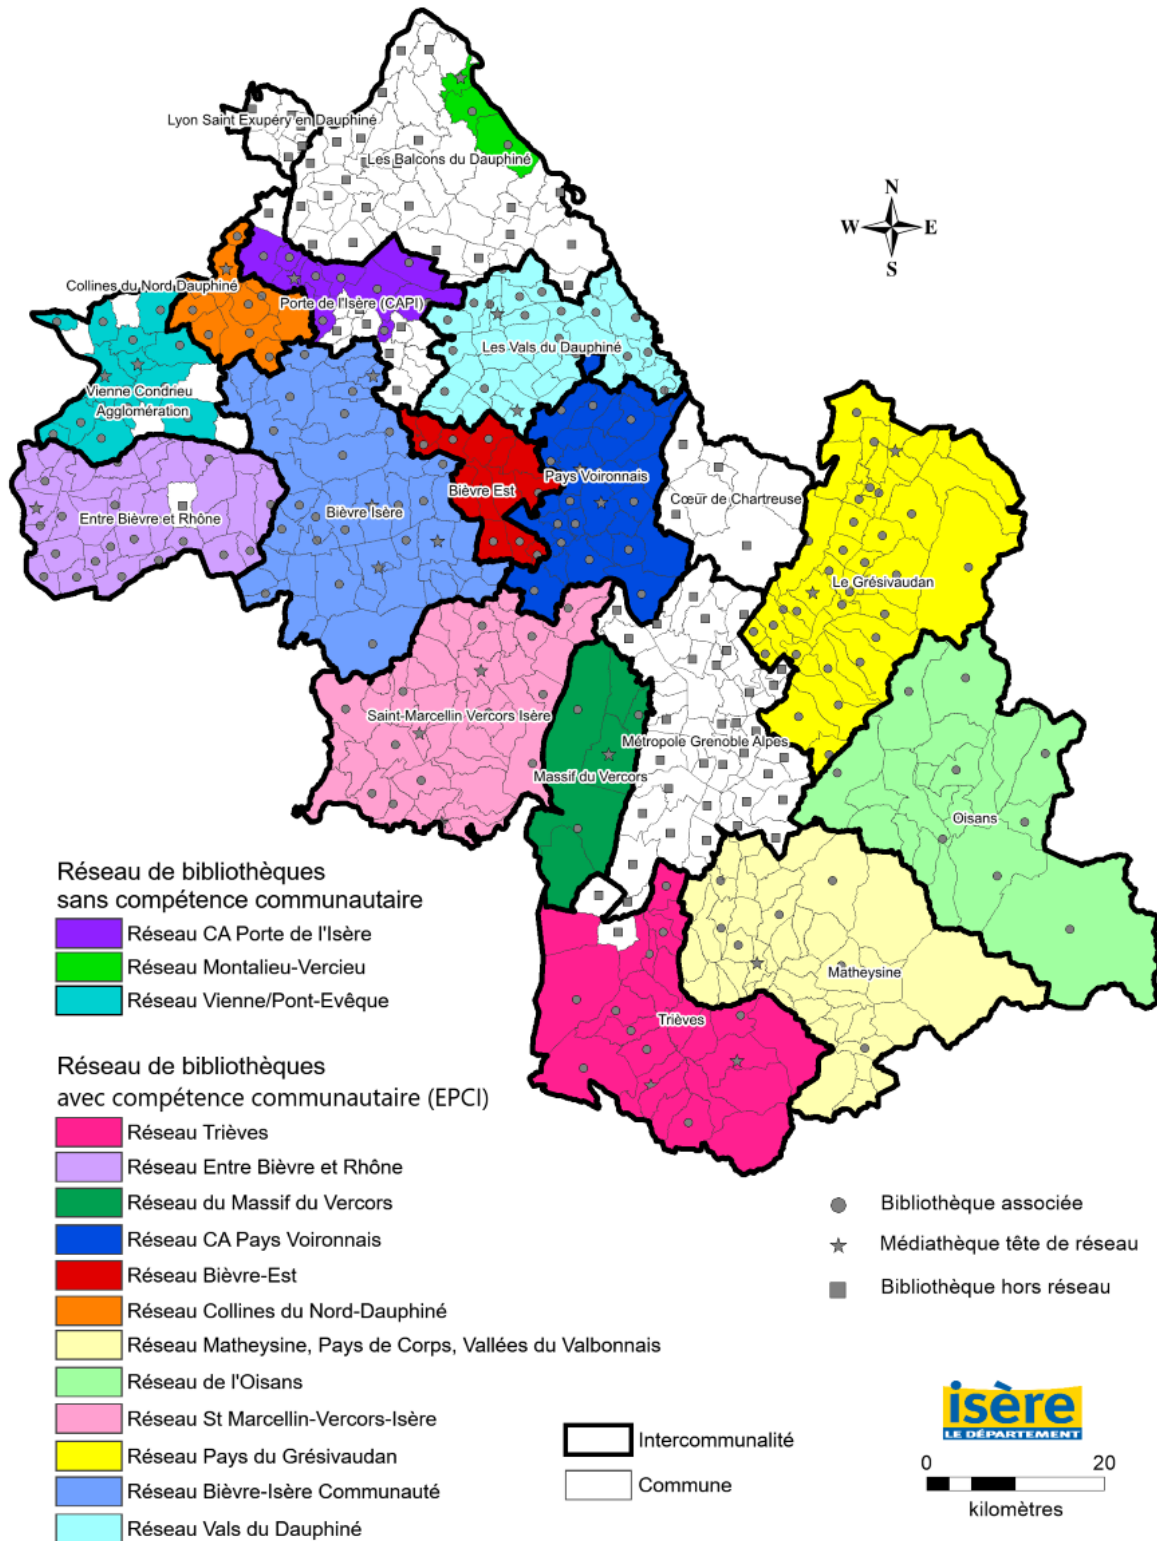 Lyon Saint Exupéry en Dauphiné
Les Balcons du Dauphiné
N
W E
S
Collines du Nord Dauphiné
Porte de l'Isère (CAPI)
Les Vals du Dauphiné
Vienne Condrieu
Agglomération
Pays Voironnais
Bièvre Est
Cœur de Chartreuse
Entre Bièvre et Rhône
Bièvre Isère
Le Grésivaudan
Saint-Marcellin Vercors Isère
Métropole Grenoble Alpes
Massif du Vercors
Oisans
Matheysine
Trièves
Réseau de bibliothèques
sans compétence communautaire
Réseau CA Porte de l'Isère
Réseau Montalieu-Vercieu
Réseau Vienne/Pont-Evêque
Réseau de bibliothèques
avec compétence communautaire (EPCI)
Réseau Trièves
Réseau Entre Bièvre et Rhône
Réseau du Massif du Vercors
Réseau CA Pays Voironnais
Réseau Bièvre-Est
Réseau Collines du Nord-Dauphiné
Réseau Matheysine, Pays de Corps, Vallées du Valbonnais
Réseau de l'Oisans
Réseau St Marcellin-Vercors-Isère
Réseau Pays du Grésivaudan
Réseau Bièvre-Isère Communauté
Réseau Vals du Dauphiné
Bibliothèque associée
Médiathèque tête de réseau
Bibliothèque hors réseau
Intercommunalité
Commune
isère
LE DÉPARTEMENT
0 20
kilomètres